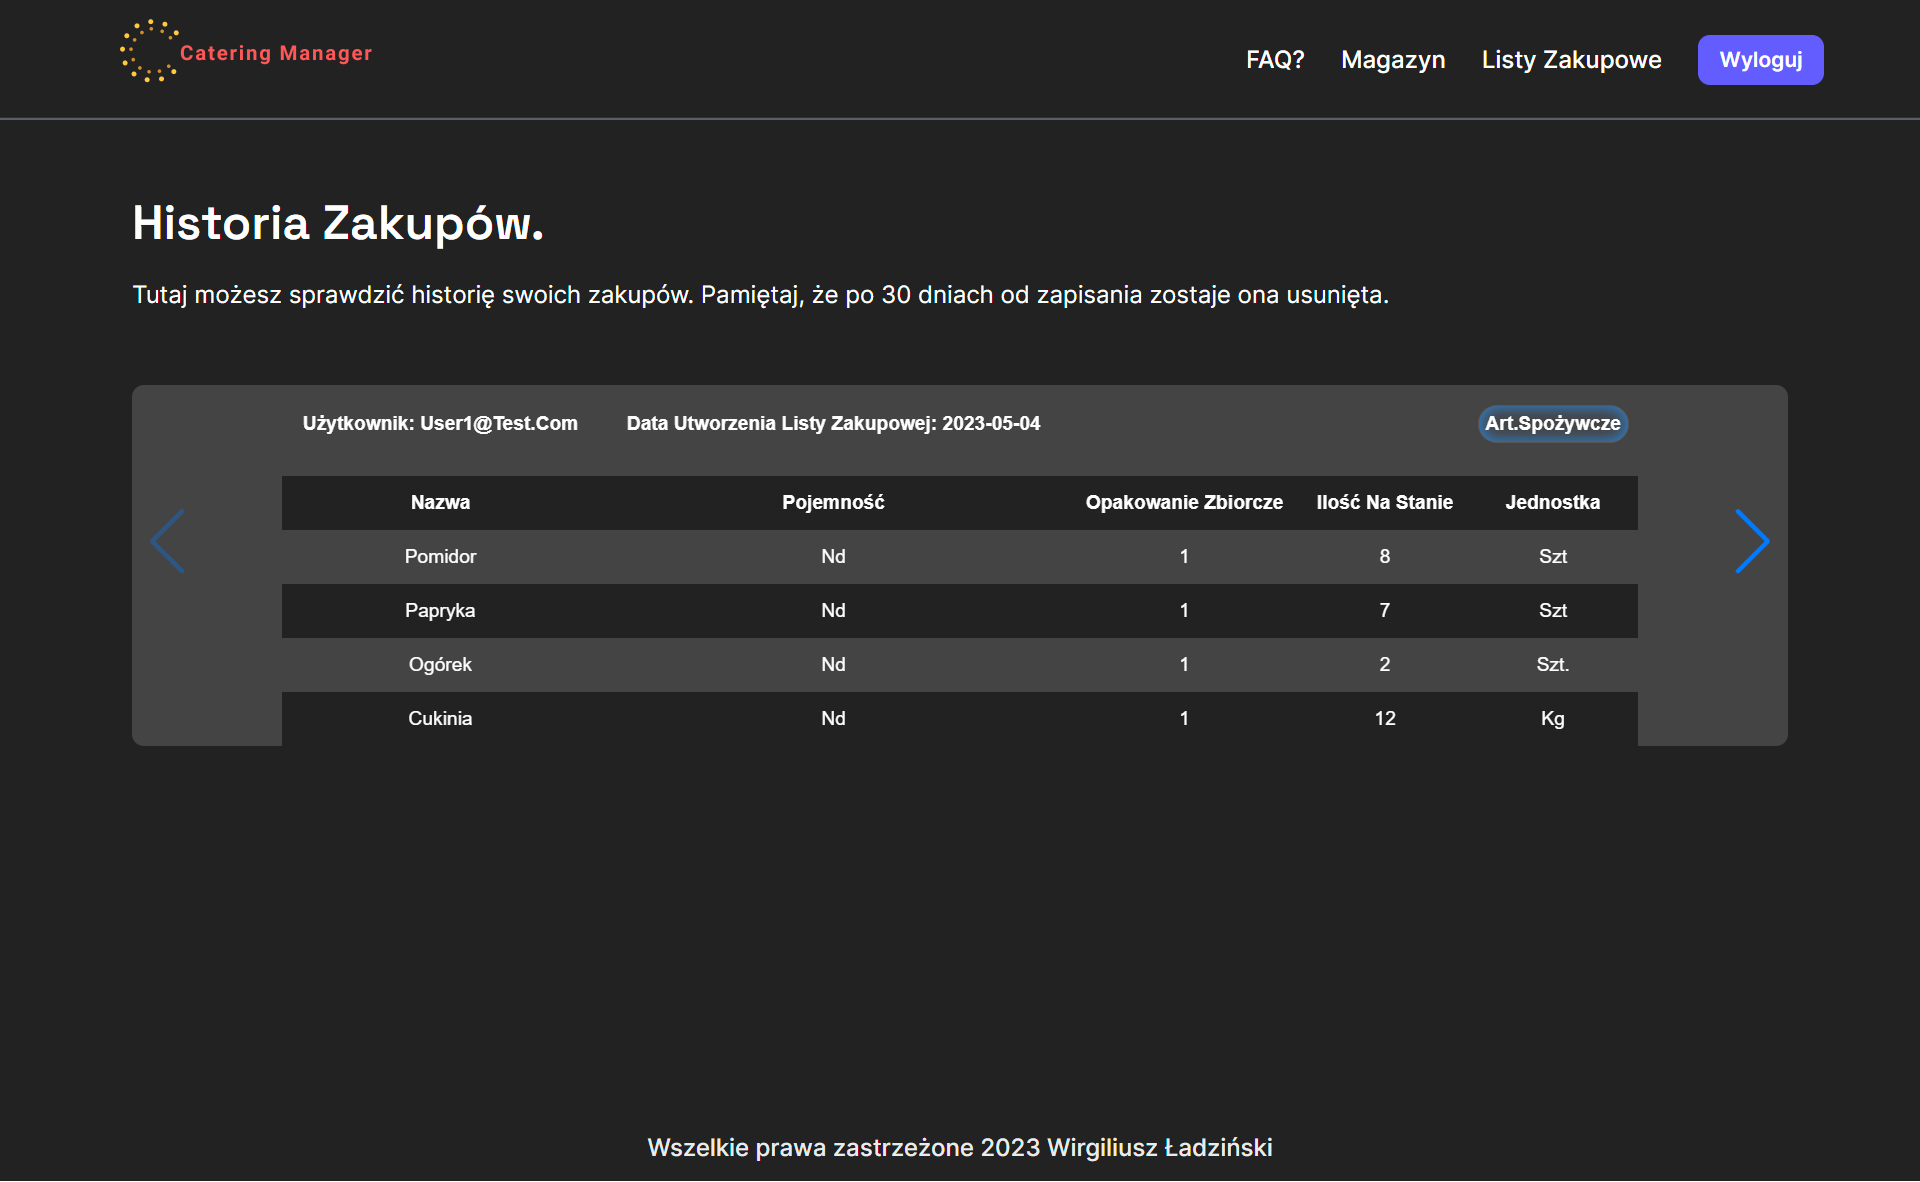 Catering Manager
FAQ? Magazyn Listy Zakupowe Wyloguj
Historia Zakupów.
Tutaj możesz sprawdzić historię swoich zakupów. Pamiętaj, że po 30 dniach od zapisania zostaje ona usunięta.
Użytkownik: User1@Test.Com Data Utworzenia Listy Zakupowej: 2023-05-04 Art.Spożywcze
Nazwa Pojemność Opakowanie Zbiorcze Ilość Na Stanie Jednostka
Pomidor Nd 1 8 Szt
Papryka Nd 1 7 Szt
Ogórek Nd 1 2 Szt.
Cukinia Nd 1 12 Kg
Wszelkie prawa zastrzeżone 2023 Wirgiliusz Ładziński